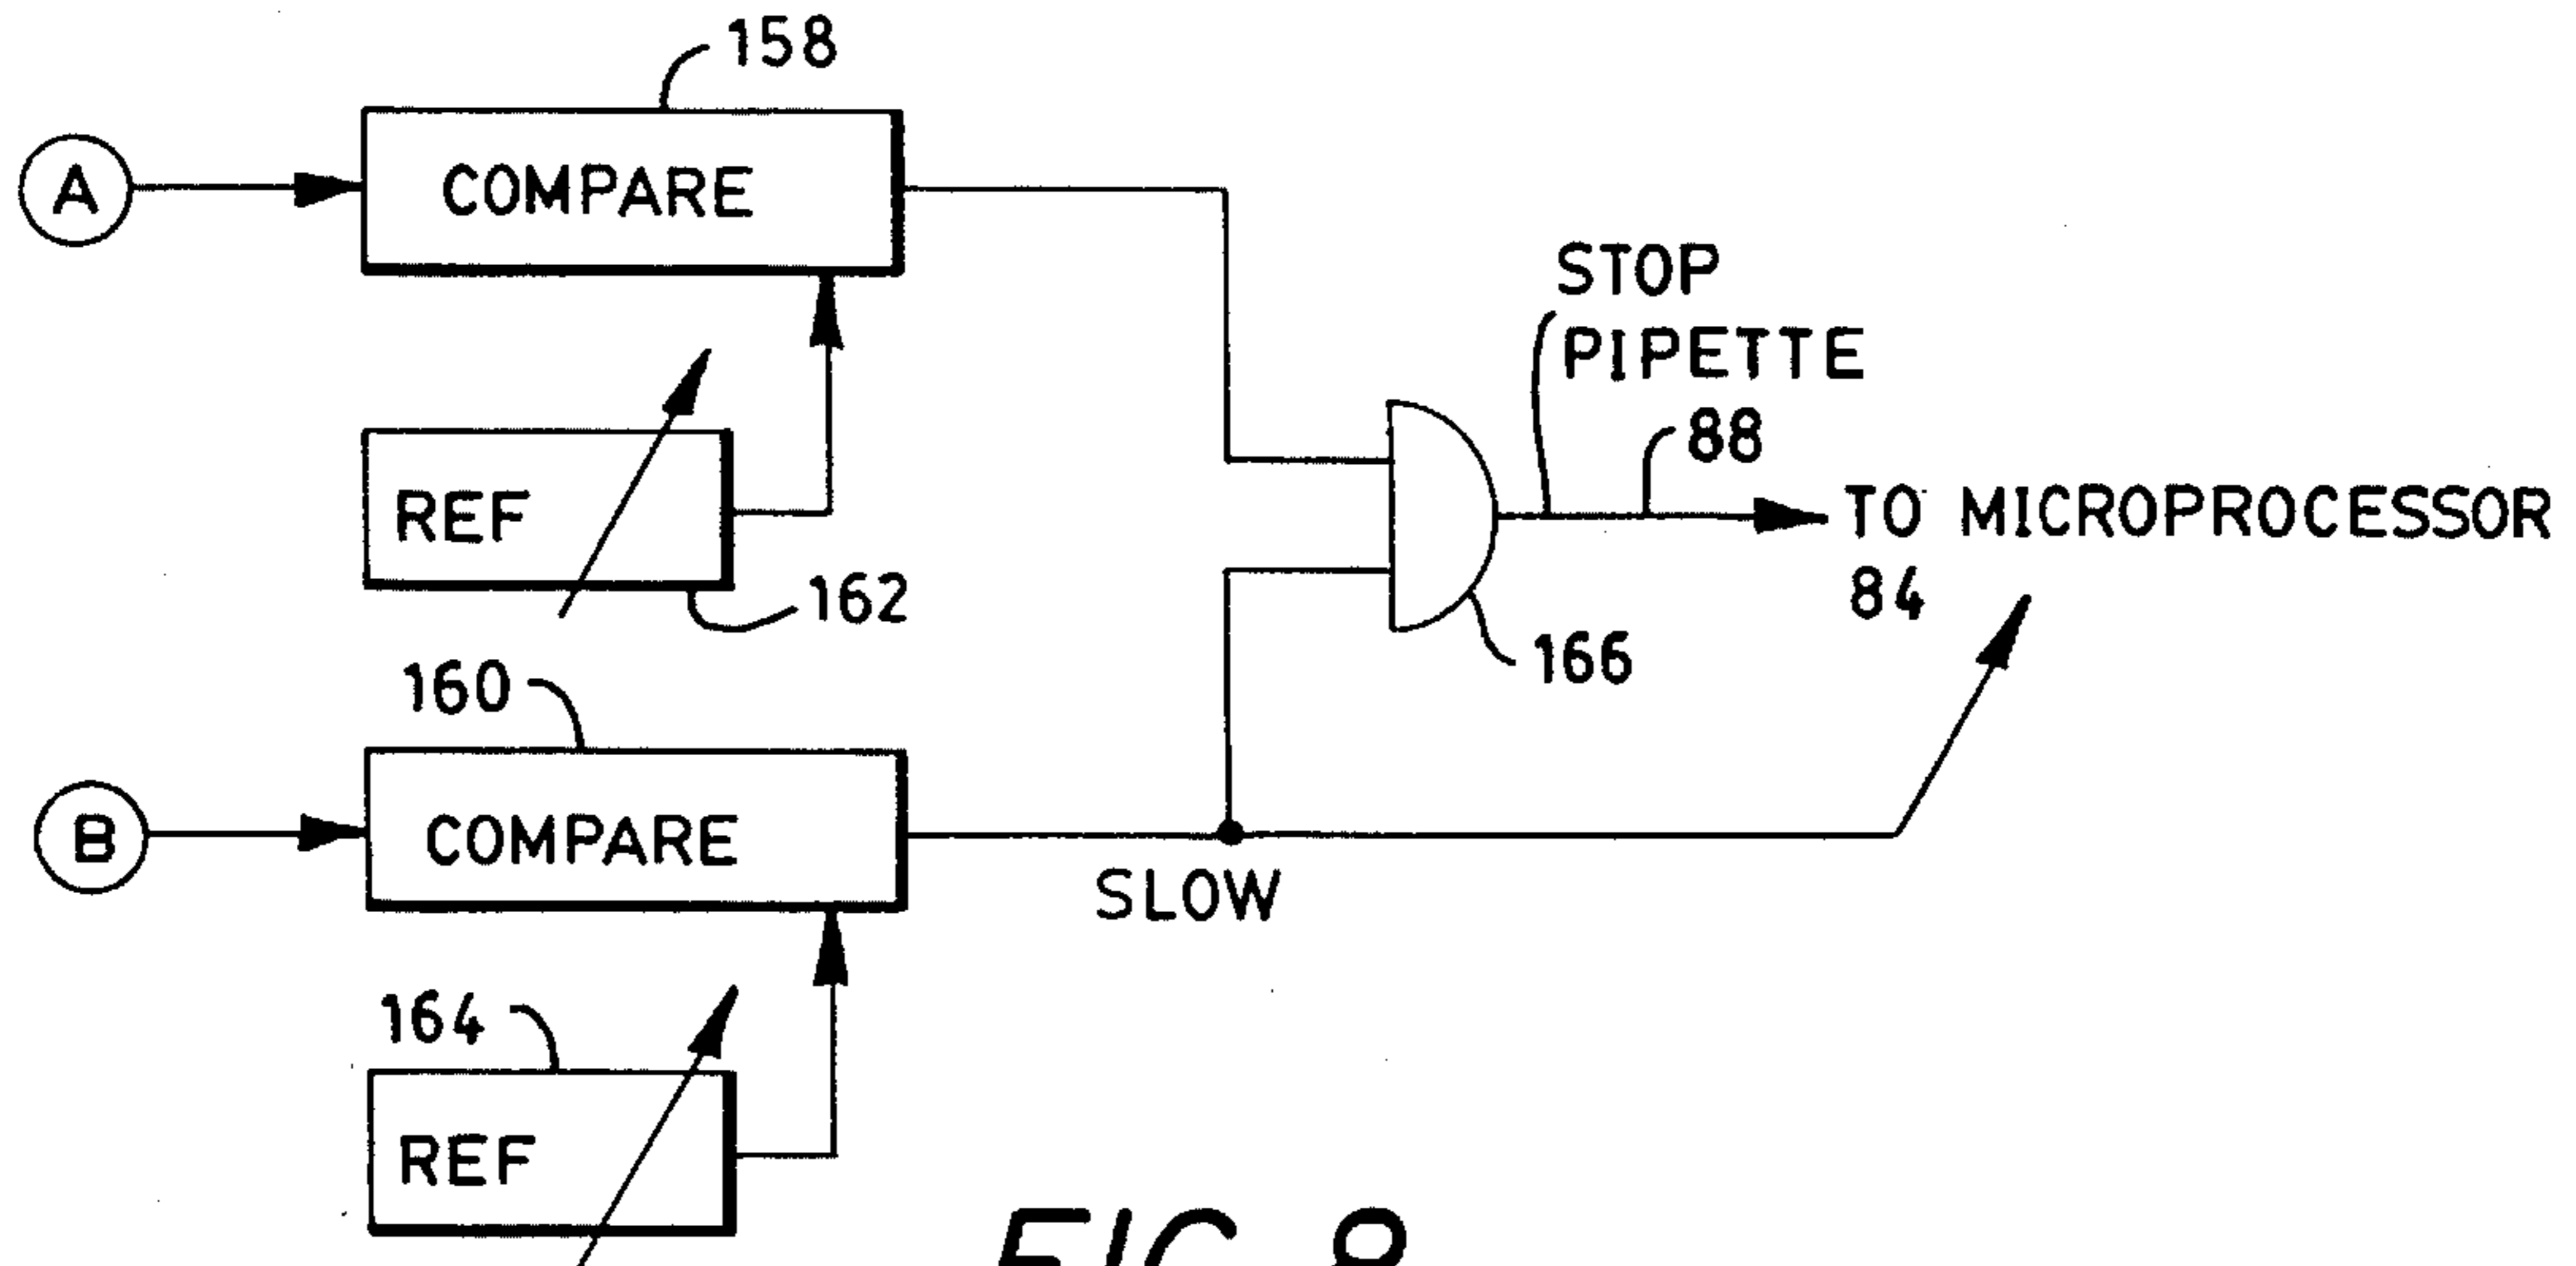 158
A
COMPARE
STOP
PIPETTE
88
REF
TO MICROPROCESSOR
84
162
166
160
B
COMPARE
SLOW
164
REF